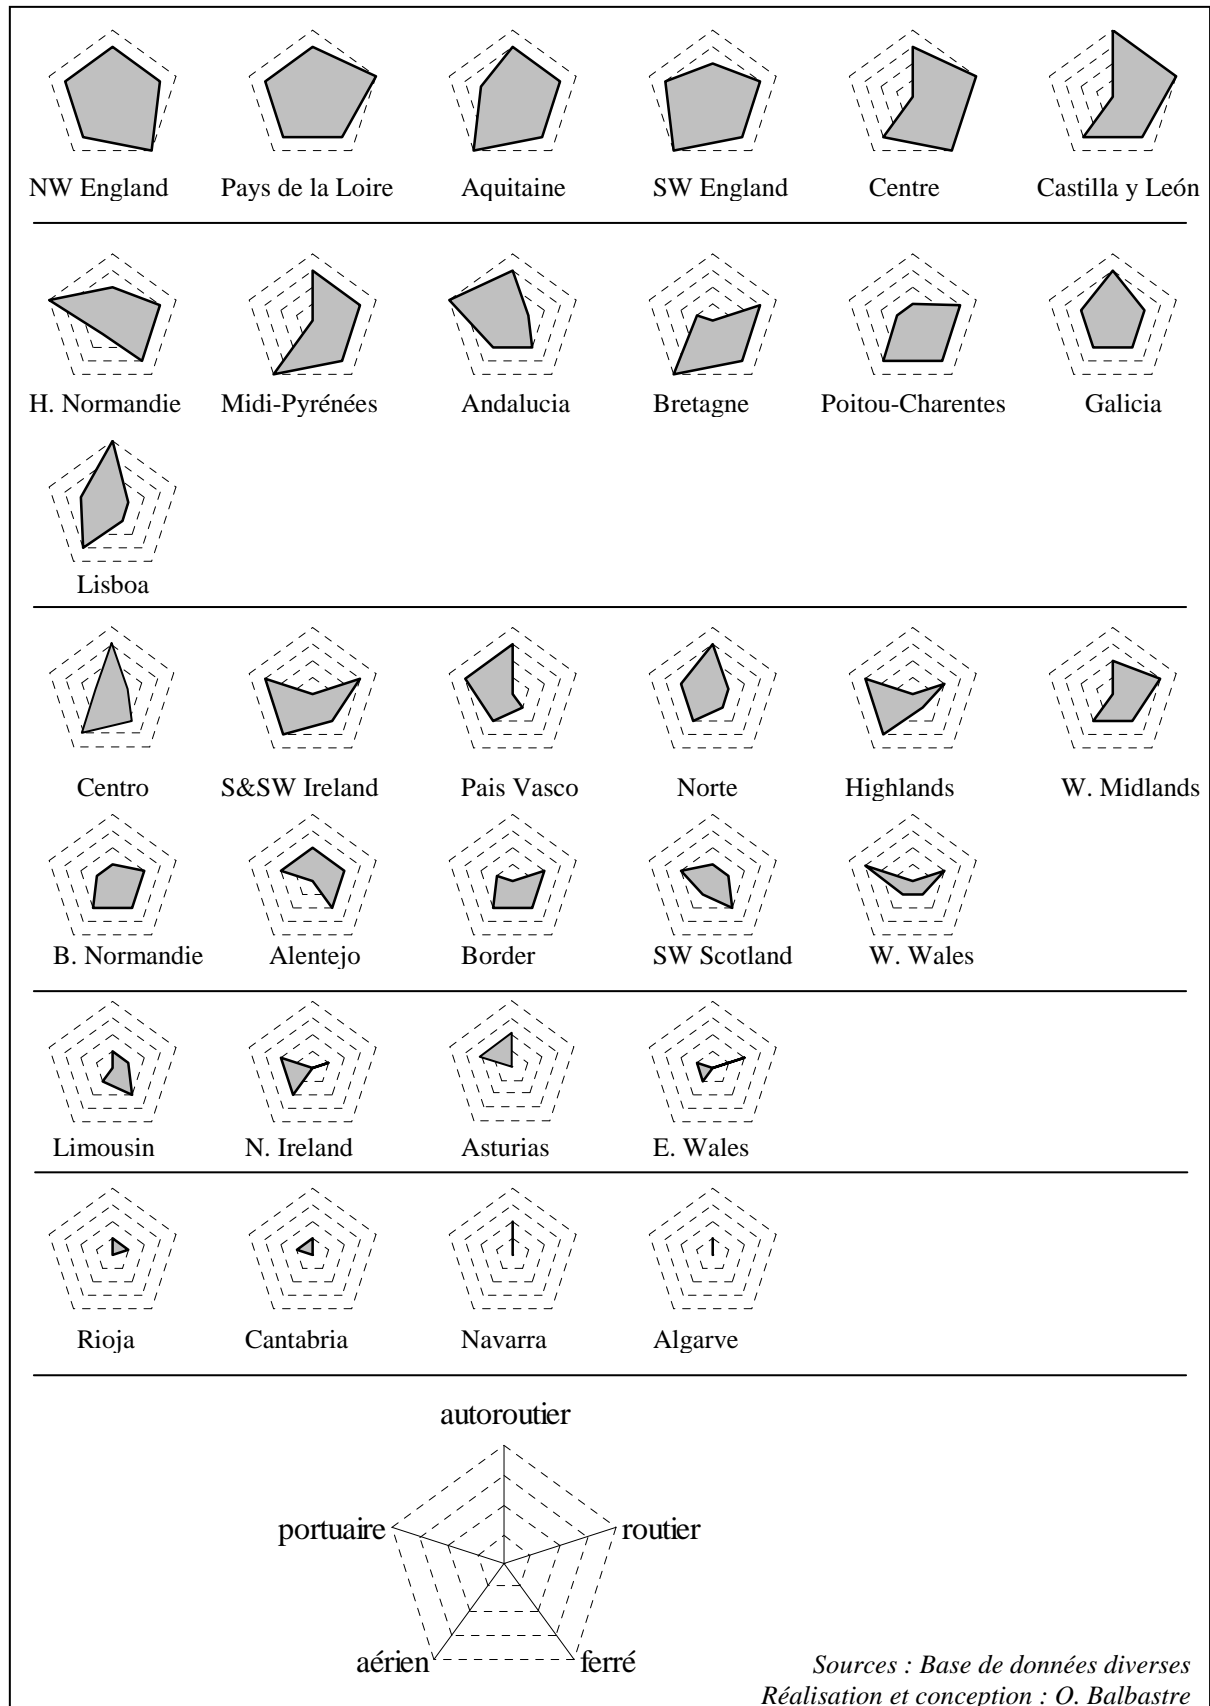 NW England Pays de la Loire Aquitaine SW England Centre Castilla y León
H. Normandie Midi-Pyrénées Andalucia Bretagne Poitou-Charentes Galicia
Lisboa
Centro S&SW Ireland Pais Vasco Norte Highlands W. Midlands
B. Normandie Alentejo Border SW Scotland W. Wales
Limousin N. Ireland Asturias E. Wales
Rioja Cantabria Navarra Algarve
autoroutier
portuaire routier
aérien ferré
Sources : Base de données diverses
Réalisation et conception : O. Balbastre